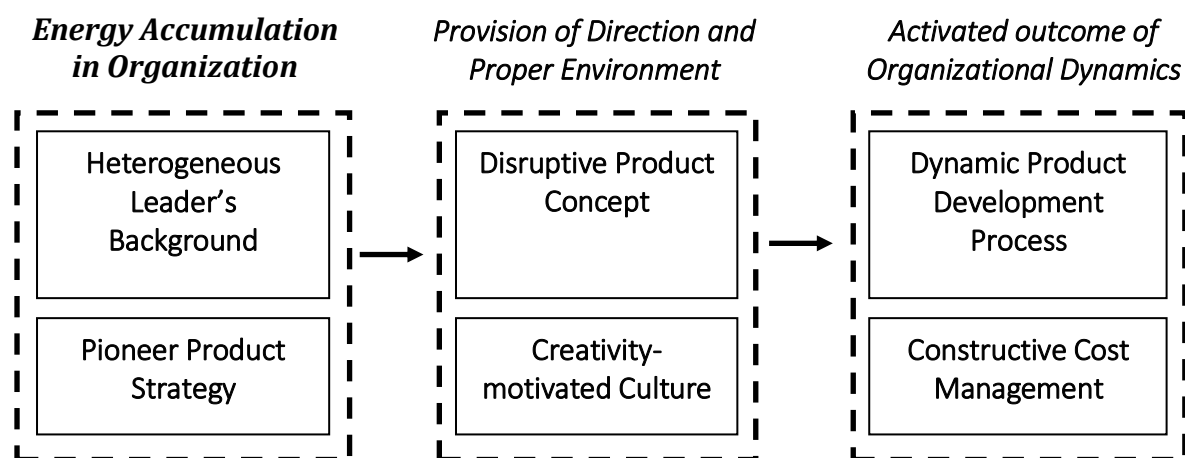 Energy Accumulation
in Organization
Provision of Direction and
Proper Environment
Activated outcome of
Organizational Dynamics
Heterogeneous
Leader’s
Background
Pioneer Product
Strategy
Disruptive Product
Concept
Creativity-
motivated Culture
Dynamic Product
Development
Process
Constructive Cost
Management